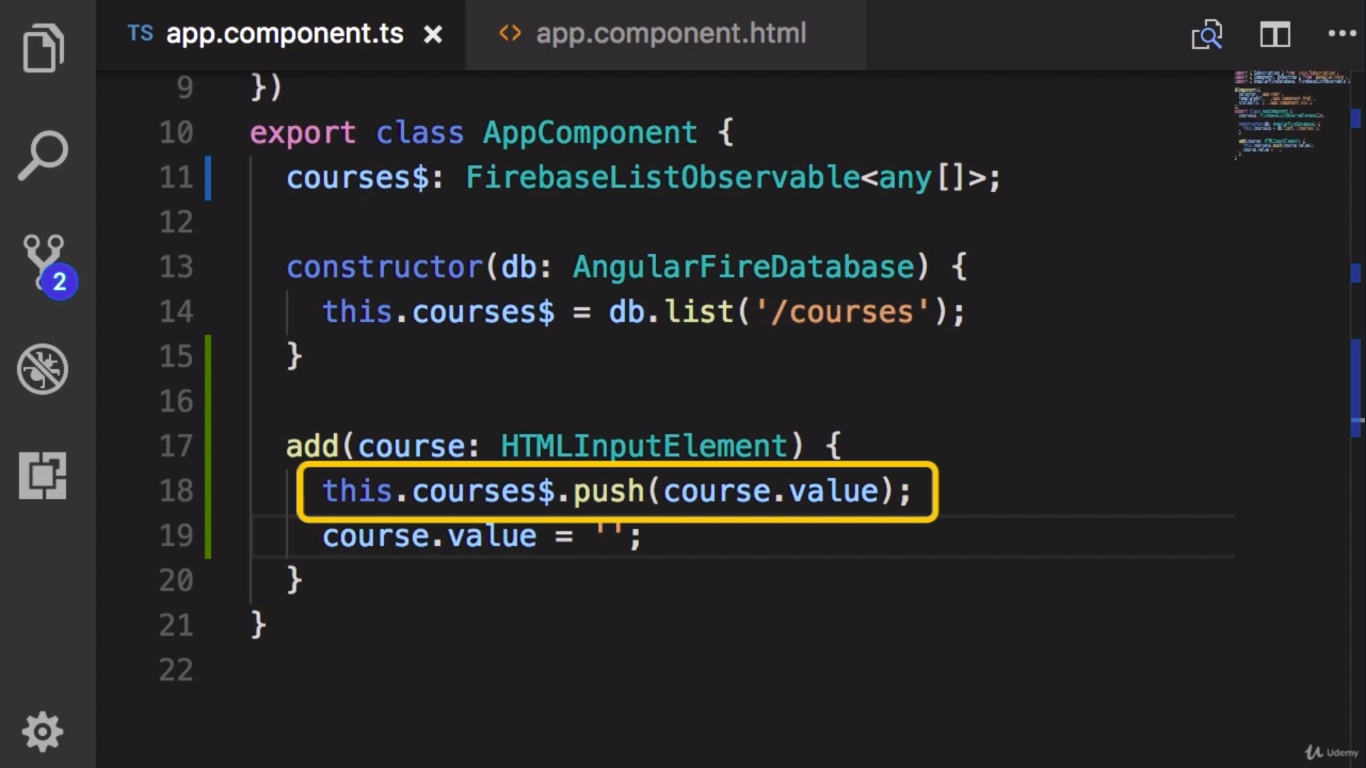 TS app.component.ts × <> app.component.html
9 })
10 export class AppComponent {
11 courses$: FirebaseListObservable<any[]>;
12
13 constructor(db: AngularFireDatabase) {
14 this.courses$ = db.list('/courses');
15 }
16
17 add(course: HTMLInputElement) {
18 this.courses$.push(course.value);
19 course.value = '';
20 }
21 }
22
2
Udemy